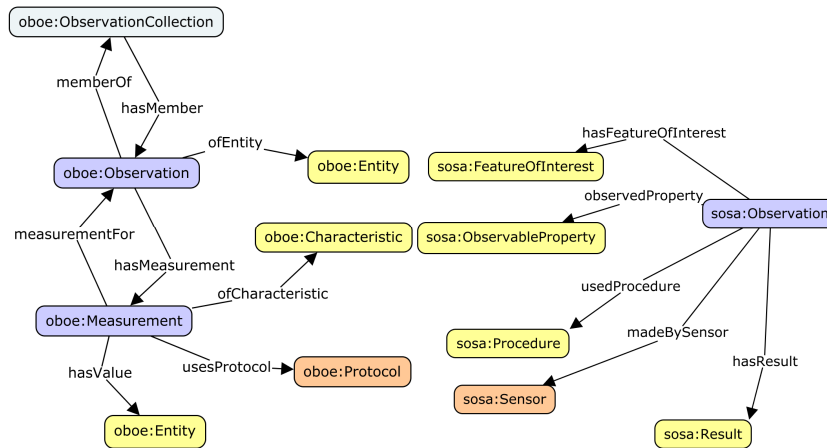 oboe:ObservationCollection
memberOf
hasMember
ofEntity
oboe:Entity
oboe:Observation
measurementFor
hasMeasurement
oboe:Characteristic
ofCharacteristic
oboe:Measurement
hasValue
usesProtocol
oboe:Protocol
oboe:Entity
hasFeatureOfInterest
sosa:FeatureOfInterest
observedProperty
sosa:Observation
sosa:ObservableProperty
usedProcedure
madeBySensor
sosa:Procedure
hasResult
sosa:Sensor
sosa:Result